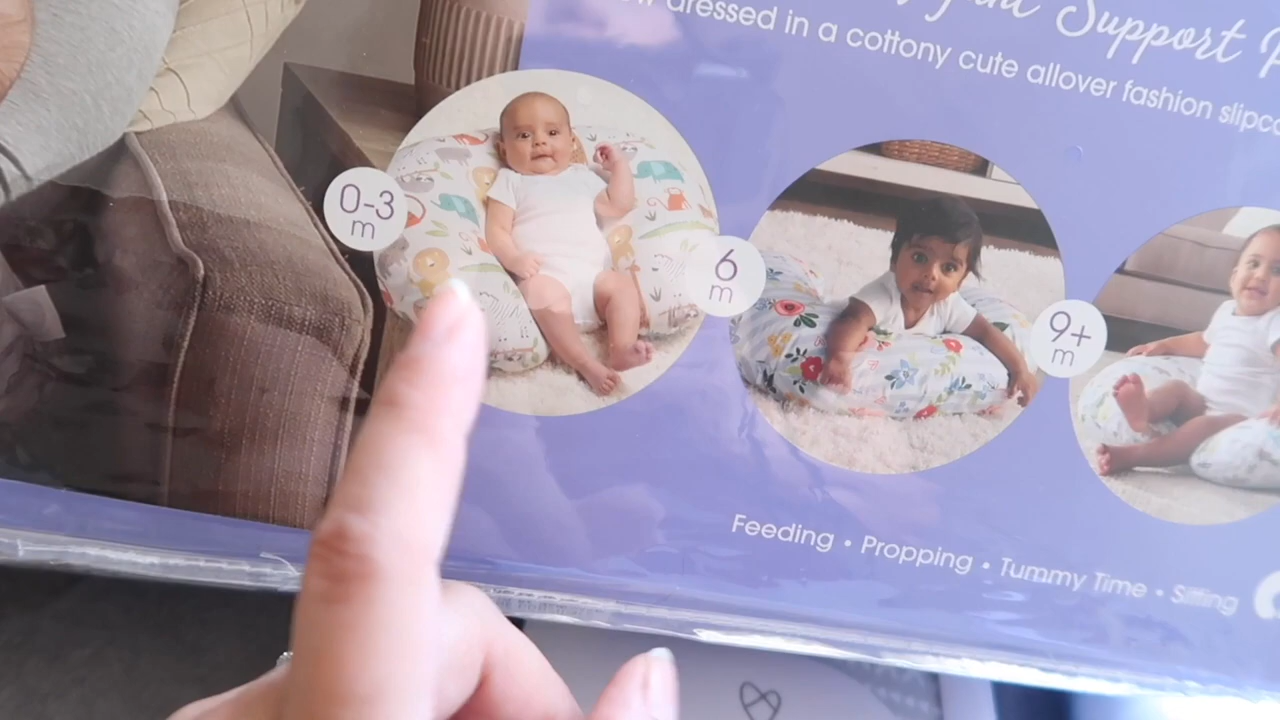 Support
dressed in a cottony cute allover fashion
0-3
m
6
m
9+
m
Feeding • Propping • Tummy Time • Sitting